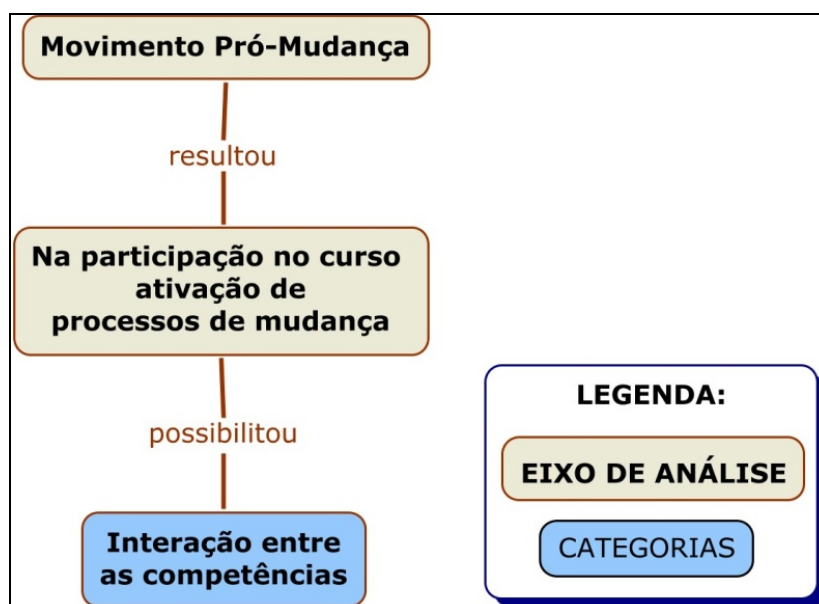 Movimento Pró-Mudança
resultou
Na participação no curso
ativação de
processos de mudança
possibilitou
Interação entre
as competências
LEGENDA:
EIXO DE ANÁLISE
CATEGORIAS